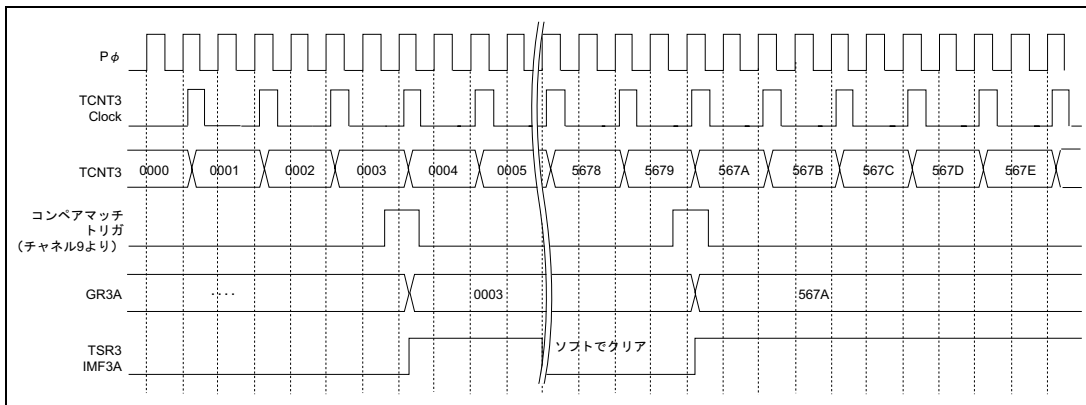 Pφ
TCNT3
Clock
TCNT3 0000 0001 0002 0003 0004 0005 5678 5679 567A 567B 567C 567D 567E
コンペアマッチ
トリガ
（チャネル9より）
GR3A ････ 0003 567A
TSR3
IMF3A
ソフトでクリア